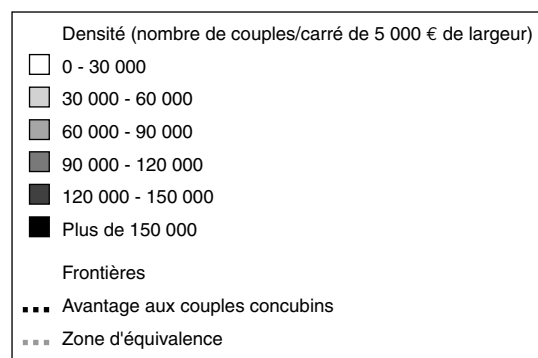 Densité (nombre de couples/carré de 5 000 € de largeur)
0 - 30 000
30 000 - 60 000
60 000 - 90 000
90 000 - 120 000
120 000 - 150 000
Plus de 150 000
Frontières
Avantage aux couples concubins
Zone d'équivalence